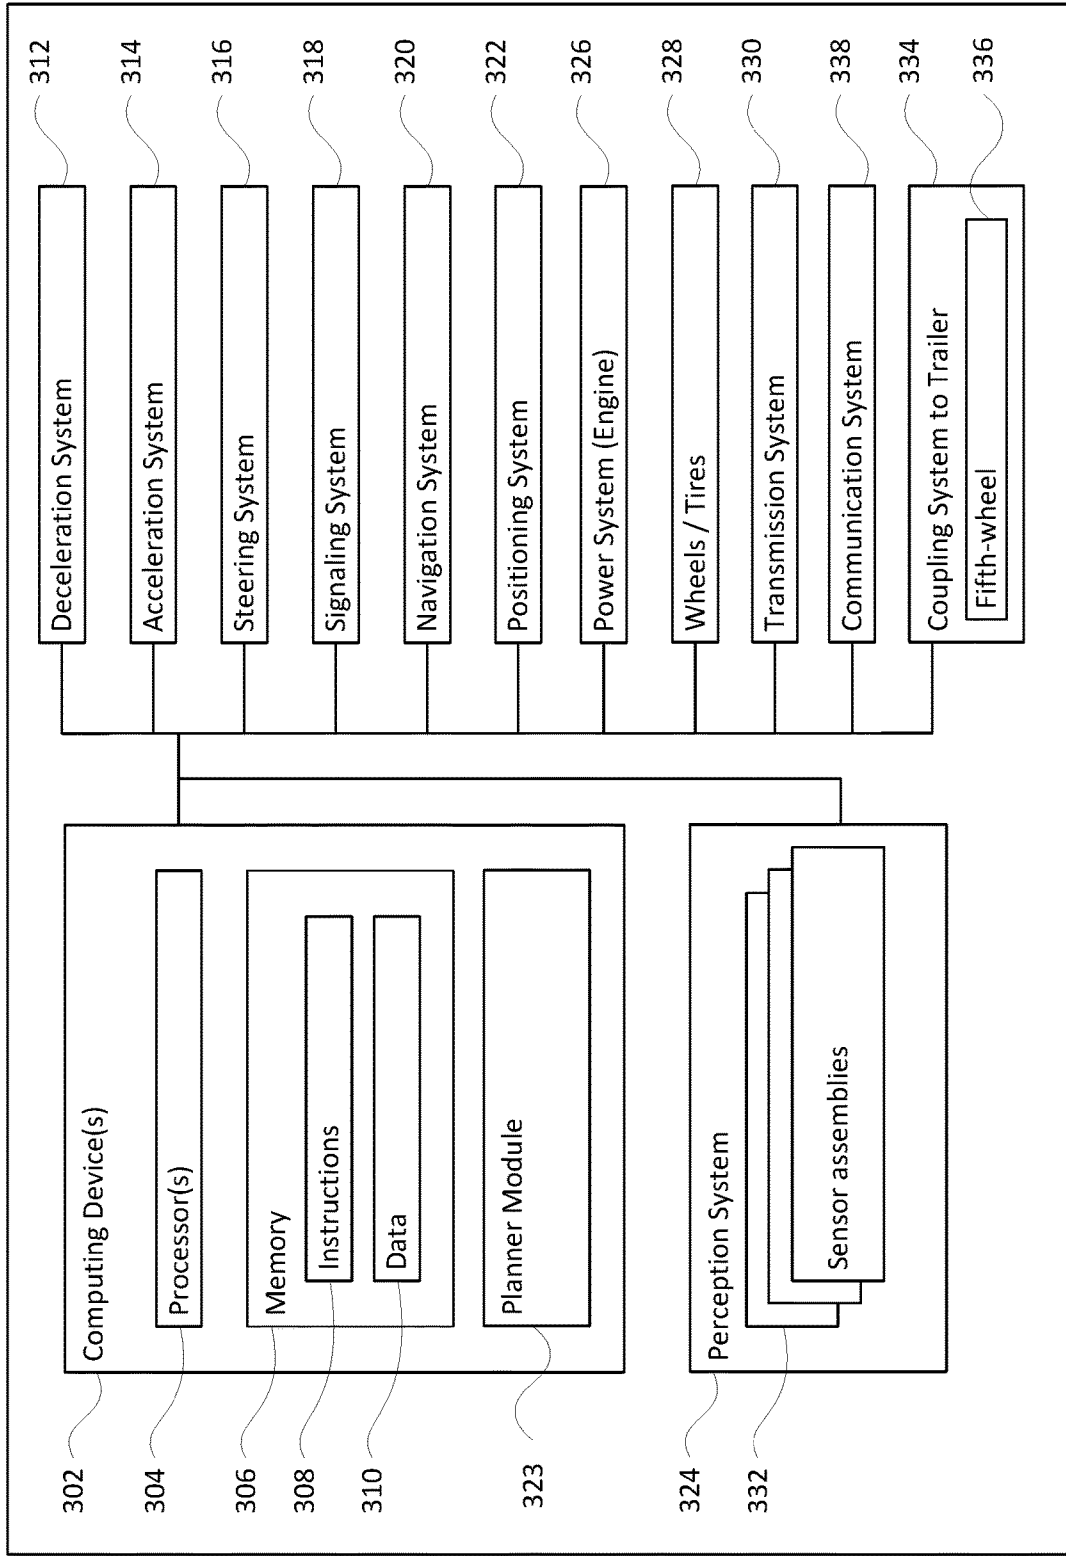 302
Computing Device(s)
304
Processor(s)
306
Memory
308
Instructions
310
Data
323
Planner Module
324
Perception System
332
Sensor assemblies
Deceleration System
312
Acceleration System
314
Steering System
316
Signaling System
318
Navigation System
320
Positioning System
322
Power System (Engine)
326
Wheels / Tires
328
Transmission System
330
Communication System
338
Coupling System to Trailer
334
Fifth-wheel
336